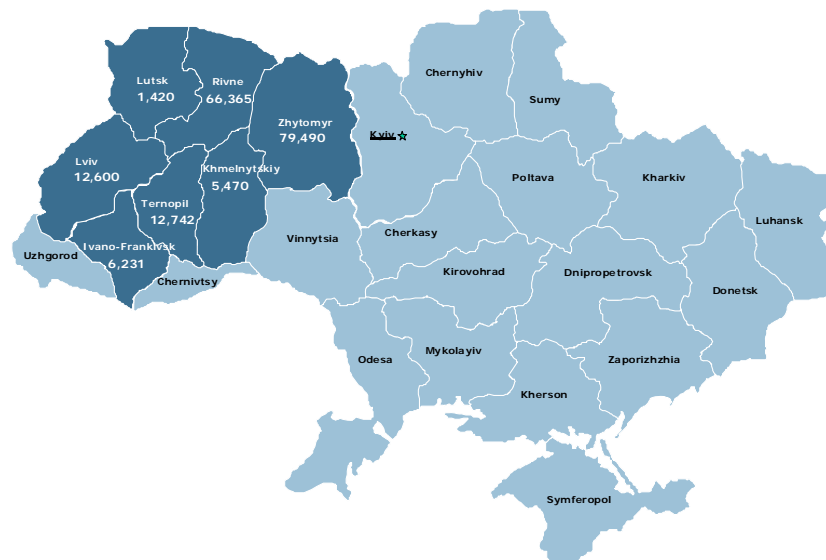 Chernyhiv
Lutsk
1,420
Rivne
66,365
Sumy
Zhytomyr
79,490
Kyiv
Lviv
12,600
Khmelnytskiy
5,470
Poltava
Kharkiv
Ternopil
12,742
Luhansk
Cherkasy
Vinnytsia
Ivano-Frankivsk
6,231
Uzhgorod
Kirovohrad
Dnipropetrovsk
Chernivtsy
Donetsk
Odesa
Mykolayiv
Zaporizhzhia
Kherson
Symferopol